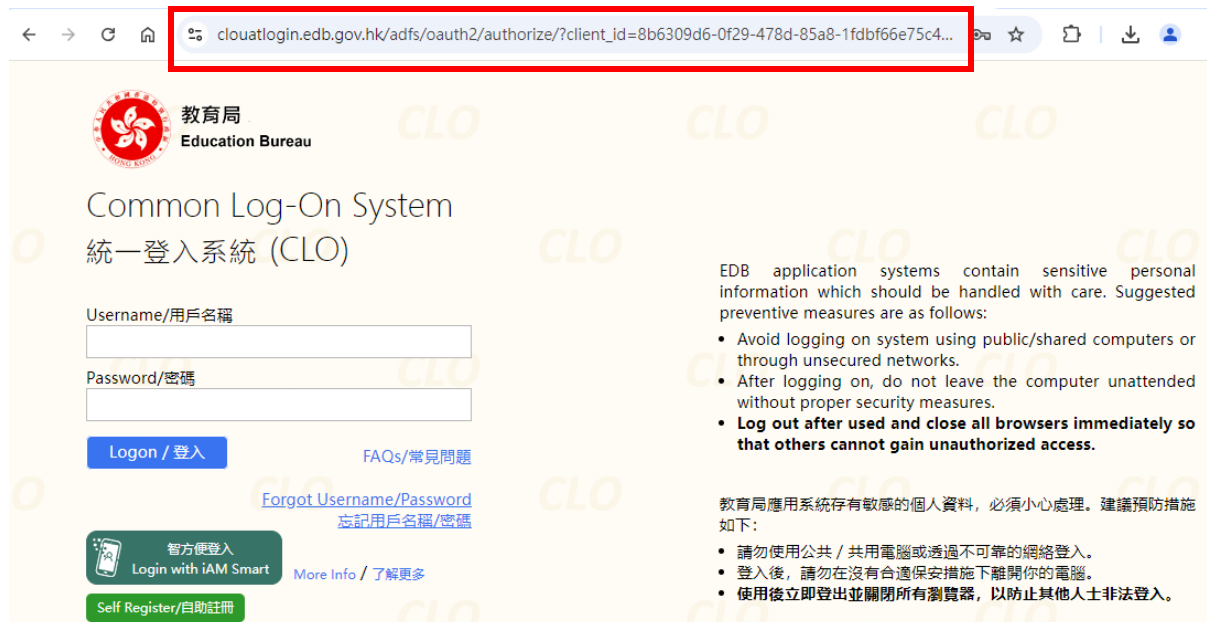 clouatlogin.edb.gov.hk/adfs/oauth2/authorize/?client_id=8b6309d6-0f29-478d-85a8-1fdbf66e75c4...
教育局
Education Bureau
HONG KONG
CLO CLO CLO
Common Log-On System
統一登入系統 (CLO)
CLO CLO CLO
Username/用戶名稱
Password/密碼
Logon / 登入
FAQs/常見問題
Forgot Username/Password
忘記用戶名稱/密碼
智方便登入
Login with iAM Smart
More Info / 了解更多
Self Register/自助註冊
EDB application systems contain sensitive personal
information which should be handled with care. Suggested
preventive measures are as follows:
• Avoid logging on system using public/shared computers or
through unsecured networks.
• After logging on, do not leave the computer unattended
without proper security measures.
• Log out after used and close all browsers immediately so
that others cannot gain unauthorized access.
教育局應用系統存有敏感的個人資料，必須小心處理。建議預防措施
如下：
• 請勿使用公共 / 共用電腦或透過不可靠的網絡登入。
• 登入後，請勿在沒有合適保安措施下離開你的電腦。
• 使用後立即登出並關閉所有瀏覽器，以防止其他人士非法登入。